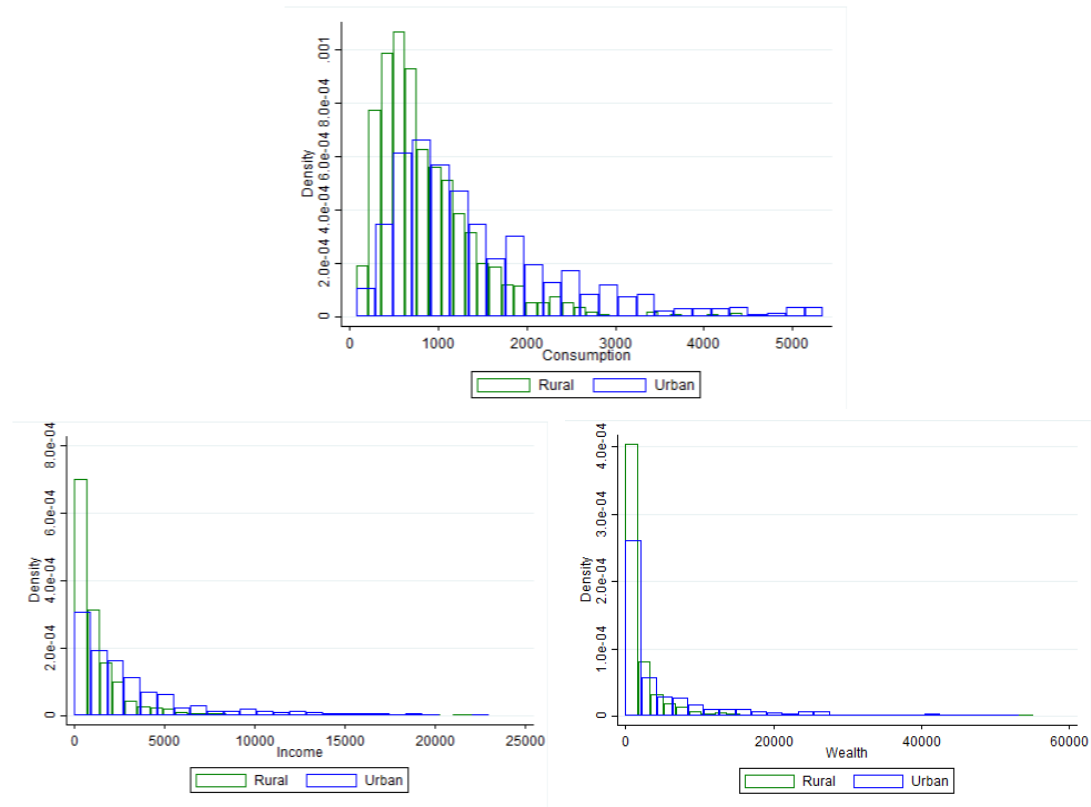 Density
0
2.0e-04
4.0e-04
6.0e-04
8.0e-04
.001
0 1000 2000 3000 4000 5000
Consumption
Rural Urban
Density
0
2.0e-04
4.0e-04
6.0e-04
8.0e-04
0 5000 10000 15000 20000 25000
Income
Rural Urban
Density
0
1.0e-04
2.0e-04
3.0e-04
4.0e-04
0 20000 40000 60000
Wealth
Rural Urban